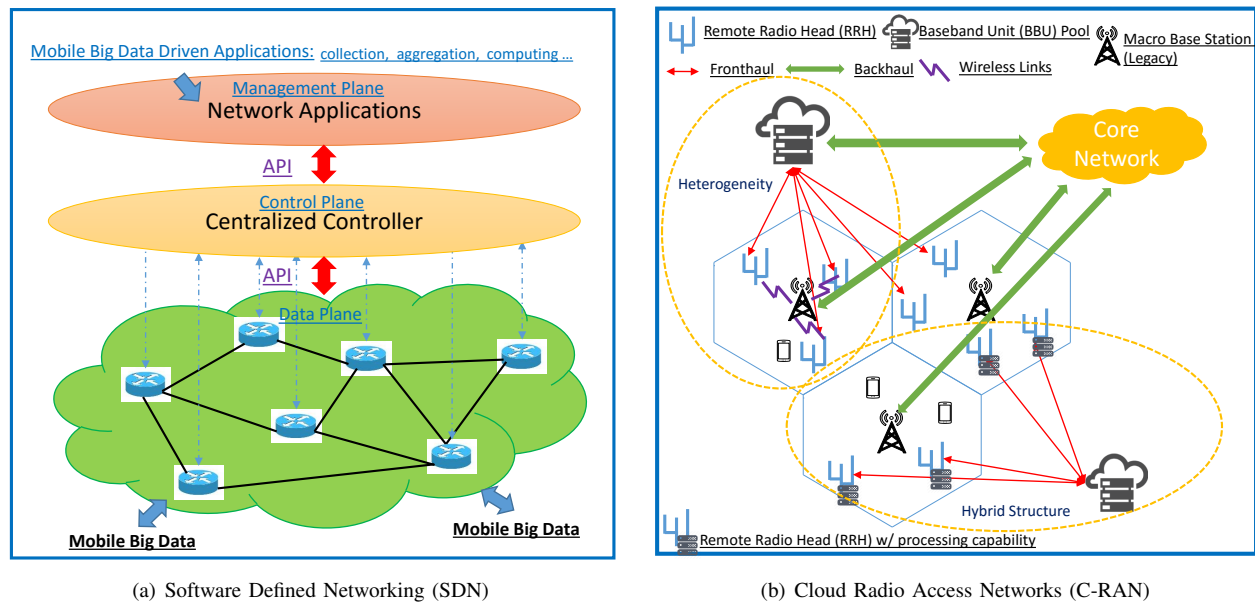 Mobile Big Data Driven Applications: collection, aggregation, computing ...
Management Plane
Network Applications
API
Control Plane
Centralized Controller
API
Data Plane
Mobile Big Data
Mobile Big Data
(a) Software Defined Networking (SDN)
Remote Radio Head (RRH)
Baseband Unit (BBU) Pool
Macro Base Station
(Legacy)
Fronthaul
Backhaul
Wireless Links
Core
Network
Heterogeneity
Hybrid Structure
Remote Radio Head (RRH) w/ processing capability
(b) Cloud Radio Access Networks (C-RAN)